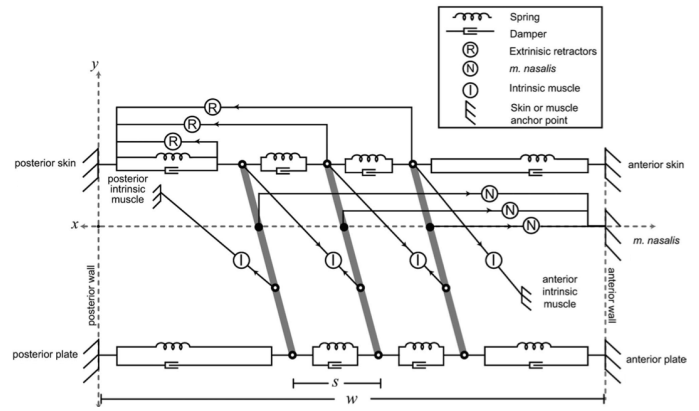 Spring
Damper
R
Extrinisic retractors
N
m. nasalis
I
Intrinsic muscle
Skin or muscle
anchor point
y
R
R
R
posterior skin
anterior skin
posterior
intrinsic
muscle
N
N
x
N
m. nasalis
I
I
I
I
anterior
intrinsic
muscle
posterior wall
anterior wall
posterior plate
anterior plate
s
w